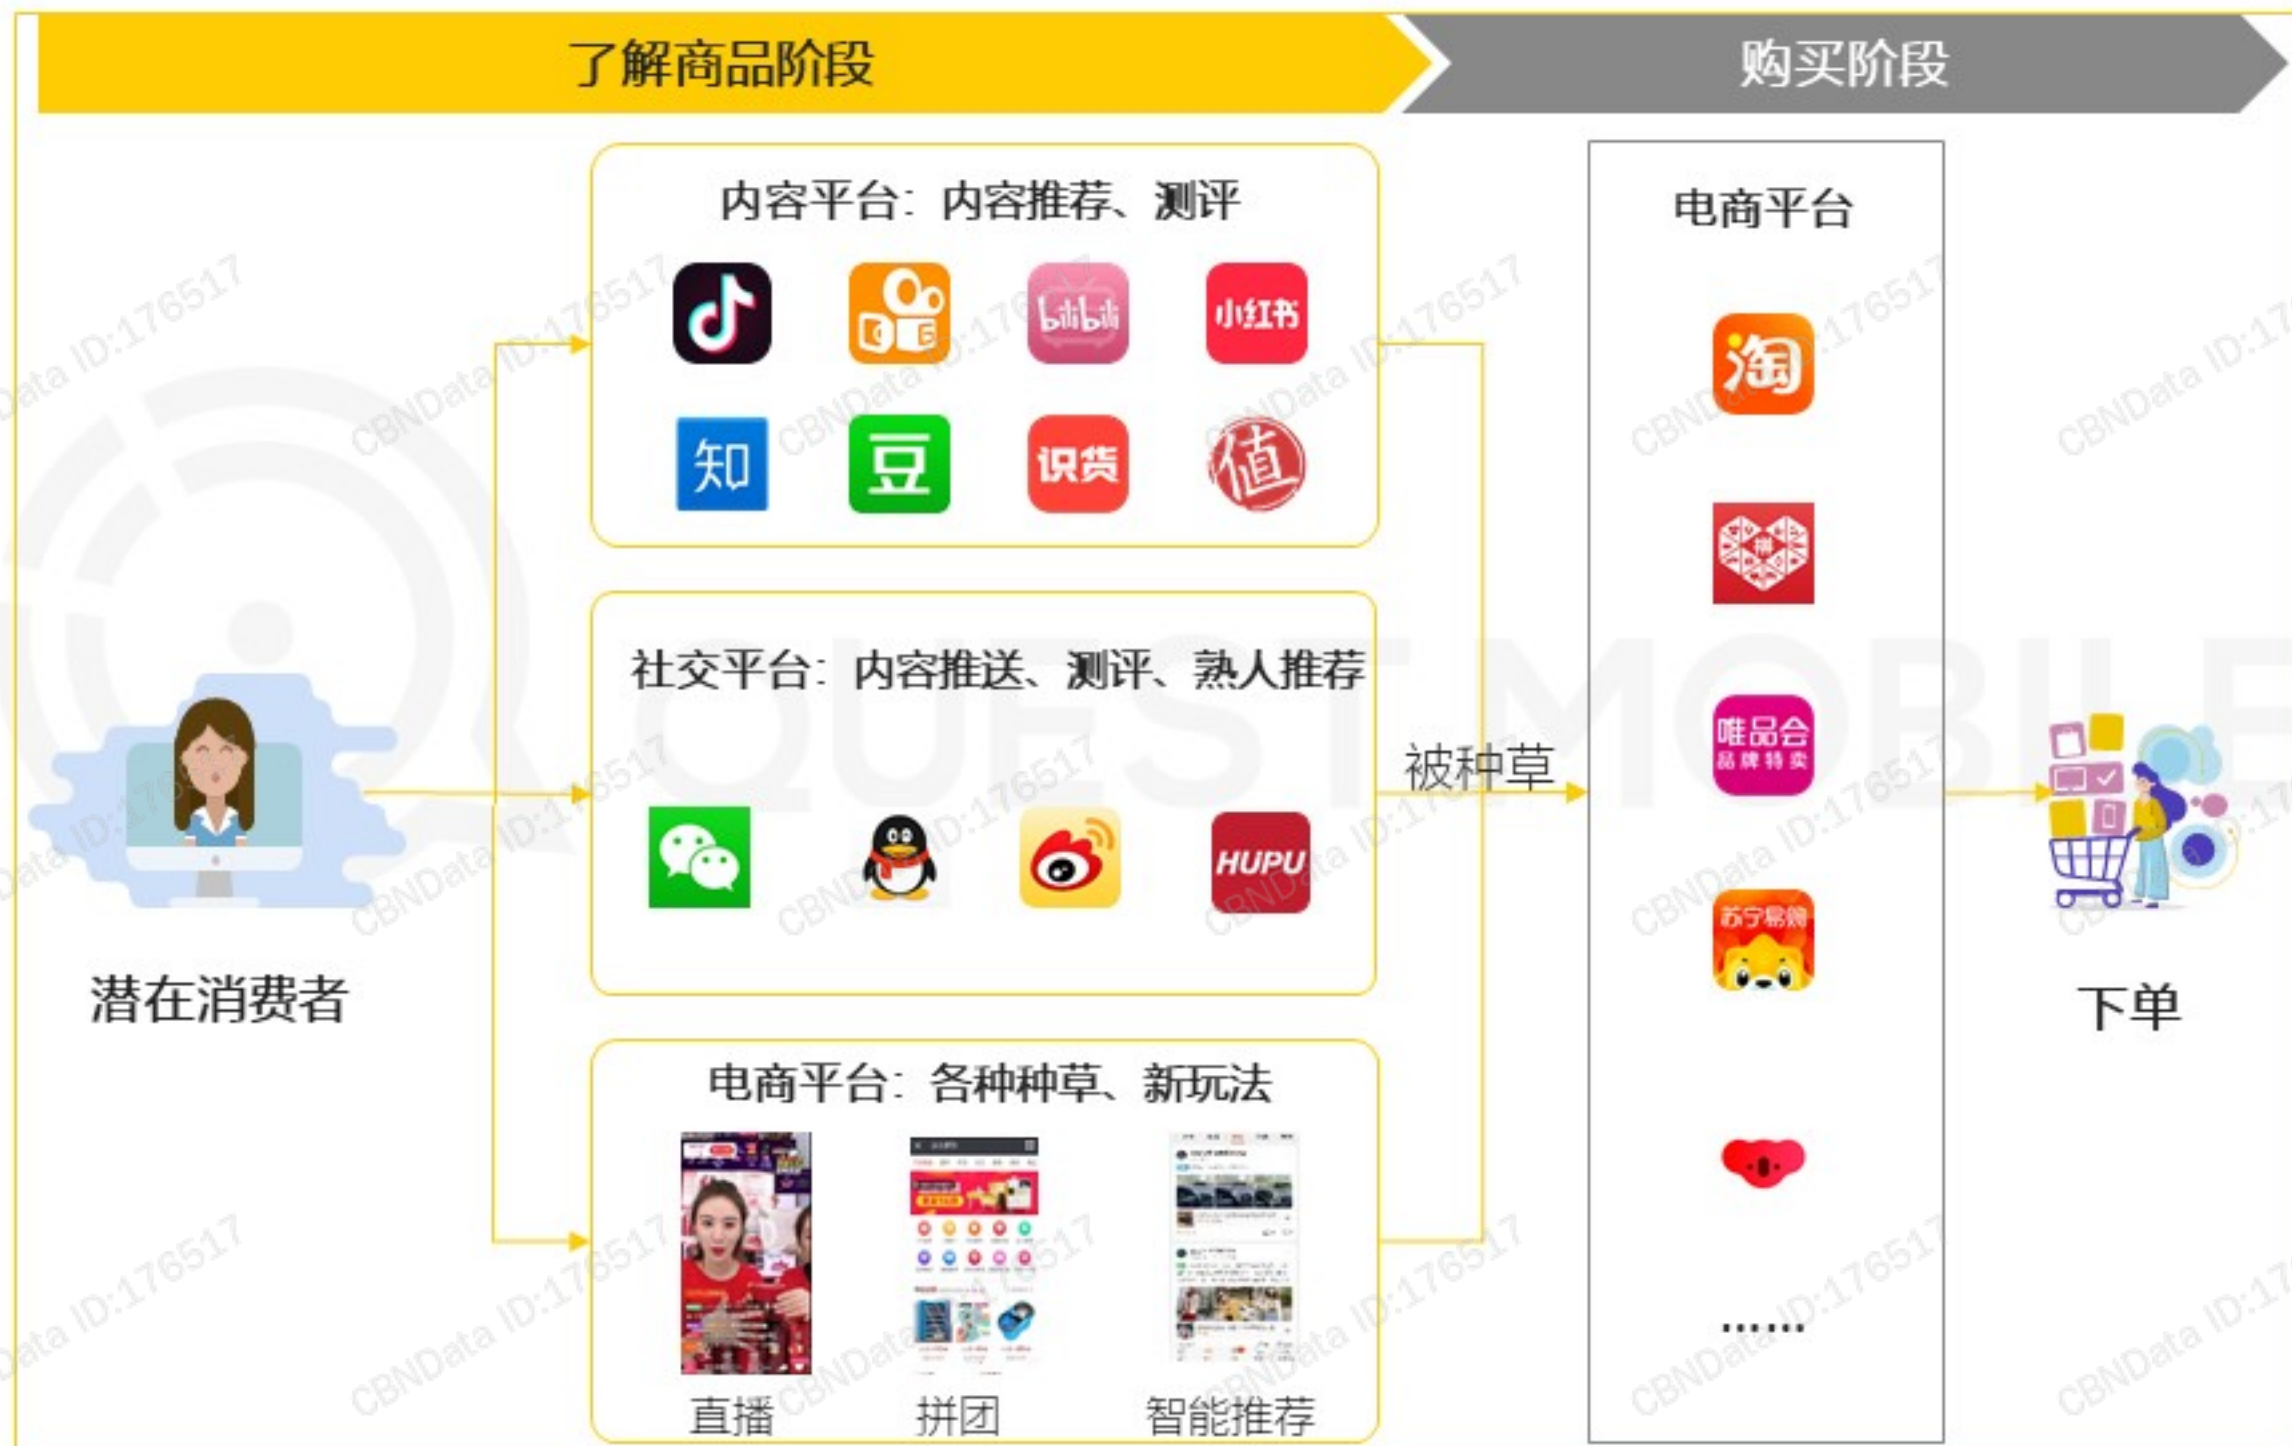 了解商品阶段
购买阶段
内容平台：内容推荐、测评
bilibili
小红书
知
豆
识货
值
社交平台：内容推送、测评、熟人推荐
HUPU
电商平台：各种种草、新玩法
直播
拼团
智能推荐
潜在消费者
被种草
电商平台
淘
拼
唯品会
品牌特卖
苏宁易购
......
下单
QUEST MOBILE
CBNData ID:176517